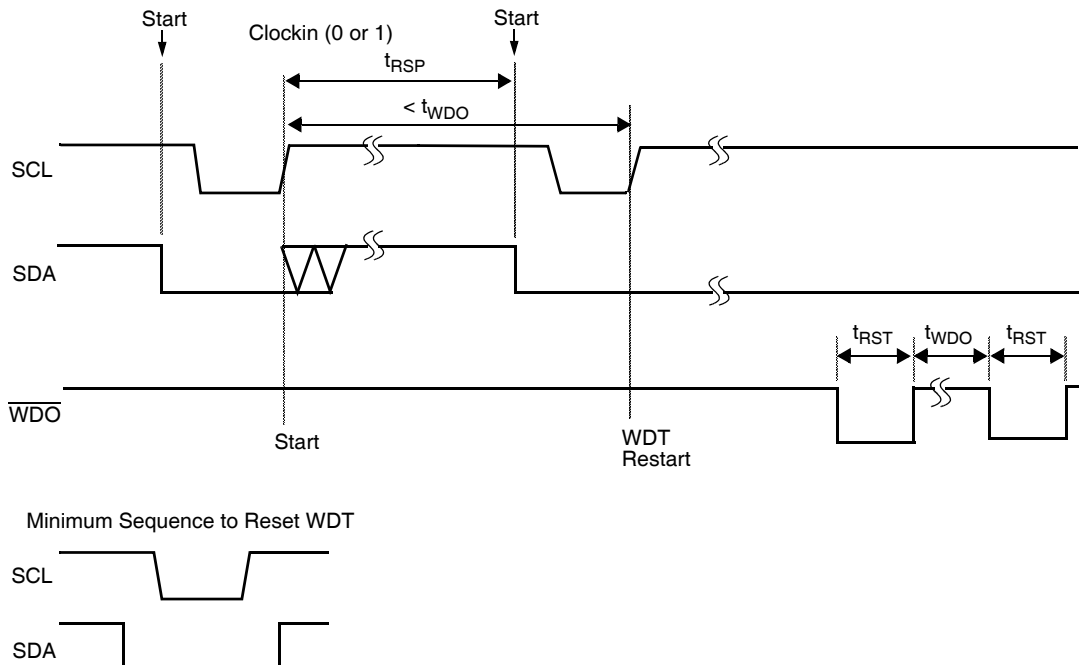 Start
Start
Clockin (0 or 1)
tRSP
< tWDO
SCL
SDA
tRST
tWDO
tRST
WDO
Start
WDT
Restart
Minimum Sequence to Reset WDT
SCL
SDA